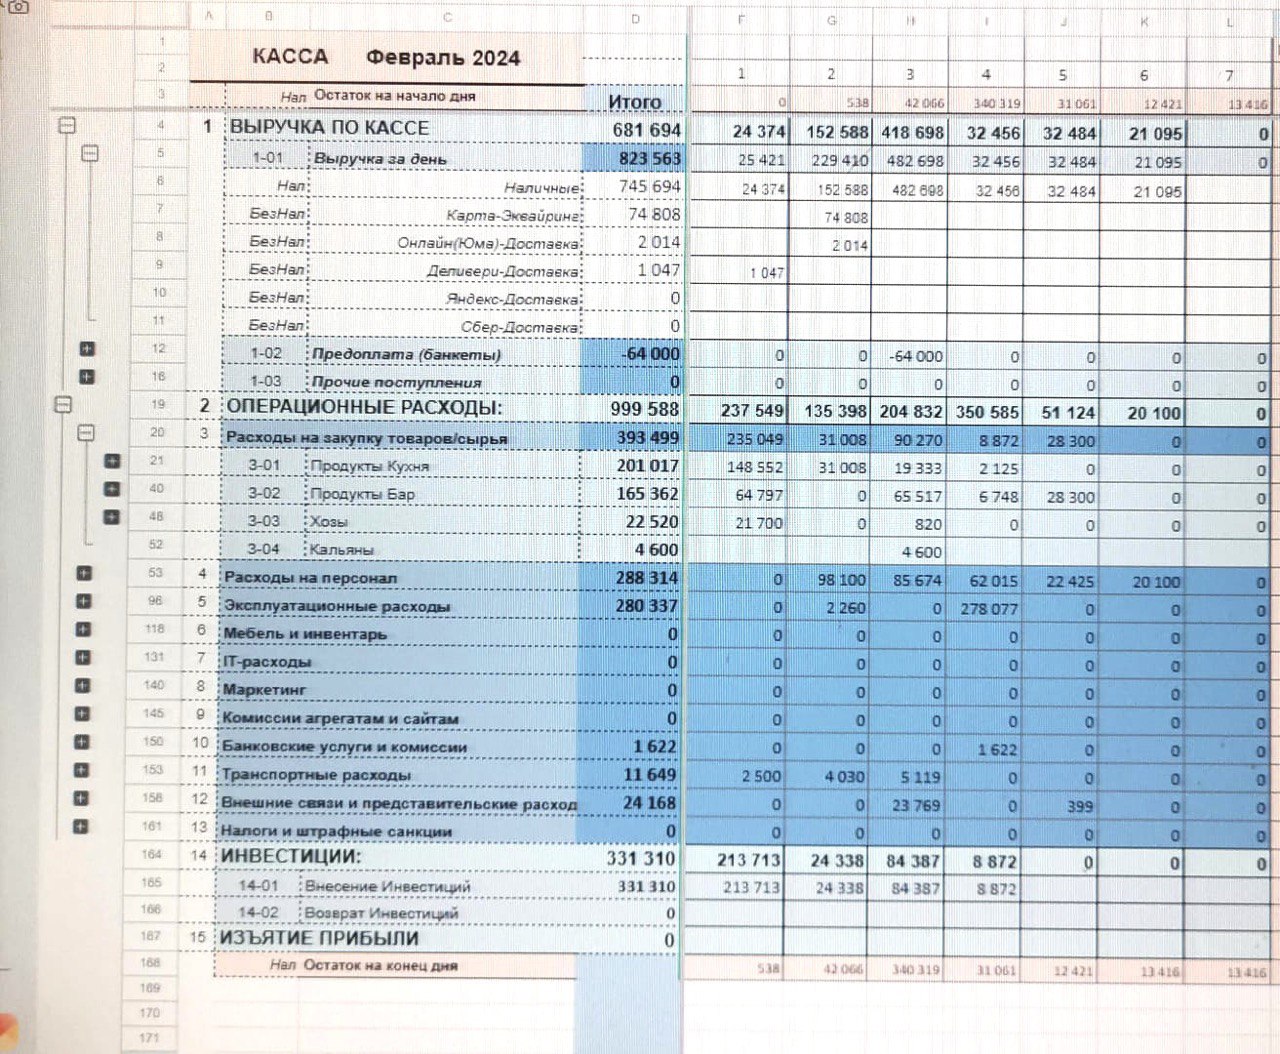 A B C D F G H I J K L
1
КАССА Февраль 2024
2 1 2 3 4 5 6 7
3 Нал Остаток на начало дня Итого 0 538 42 066 340 319 31 061 12 421 13 416
4 1 ВЫРУЧКА ПО КАССЕ 681 694 24 374 152 588 418 698 32 456 32 484 21 095 0
5 1-01 Выручка за день 823 563 25 421 229 410 482 698 32 456 32 484 21 095 0
6 Нал Наличные 745 694 24 374 152 588 482 698 32 456 32 484 21 095
7 БезНал Карта-Эквайринг 74 808 74 808
8 БезНал Онлайн(Юма)-Доставка 2 014 2 014
9 БезНал Деливери-Доставка 1 047 1 047
10 БезНал Яндекс-Доставка 0
11 БезНал Сбер-Доставка 0
12 1-02 Предоплата (банкеты) -64 000 0 0 -64 000 0 0 0 0
16 1-03 Прочие поступления 0 0 0 0 0 0 0 0
19 2 ОПЕРАЦИОННЫЕ РАСХОДЫ: 999 588 237 549 135 398 204 832 350 585 51 124 20 100 0
20 3 Расходы на закупку товаров/сырья 393 499 235 049 31 008 90 270 8 872 28 300 0 0
21 3-01 Продукты Кухня 201 017 148 552 31 008 19 333 2 125 0 0 0
40 3-02 Продукты Бар 165 362 64 797 0 65 517 6 748 28 300 0 0
48 3-03 Хозы 22 520 21 700 0 820 0 0 0 0
52 3-04 Кальяны 4 600 4 600
53 4 Расходы на персонал 288 314 0 98 100 85 674 62 015 22 425 20 100 0
96 5 Эксплуатационные расходы 280 337 0 2 260 0 278 077 0 0 0
118 6 Мебель и инвентарь 0 0 0 0 0 0 0 0
131 7 IT-расходы 0 0 0 0 0 0 0 0
140 8 Маркетинг 0 0 0 0 0 0 0 0
145 9 Комиссии агрегатам и сайтам 0 0 0 0 0 0 0 0
150 10 Банковские услуги и комиссии 1 622 0 0 0 1 622 0 0 0
153 11 Транспортные расходы 11 649 2 500 4 030 5 119 0 0 0 0
158 12 Внешние связи и представительские расход 24 168 0 0 23 769 0 399 0 0
161 13 Налоги и штрафные санкции 0 0 0 0 0 0 0 0
164 14 ИНВЕСТИЦИИ: 331 310 213 713 24 338 84 387 8 872 0 0 0
165 14-01 Внесение Инвестиций 331 310 213 713 24 338 84 387 8 872
166 14-02 Возврат Инвестиций 0
167 15 ИЗЪЯТИЕ ПРИБЫЛИ 0
168 Нал Остаток на конец дня 538 42 066 340 319 31 061 12 421 13 416 13 416
169
170
171